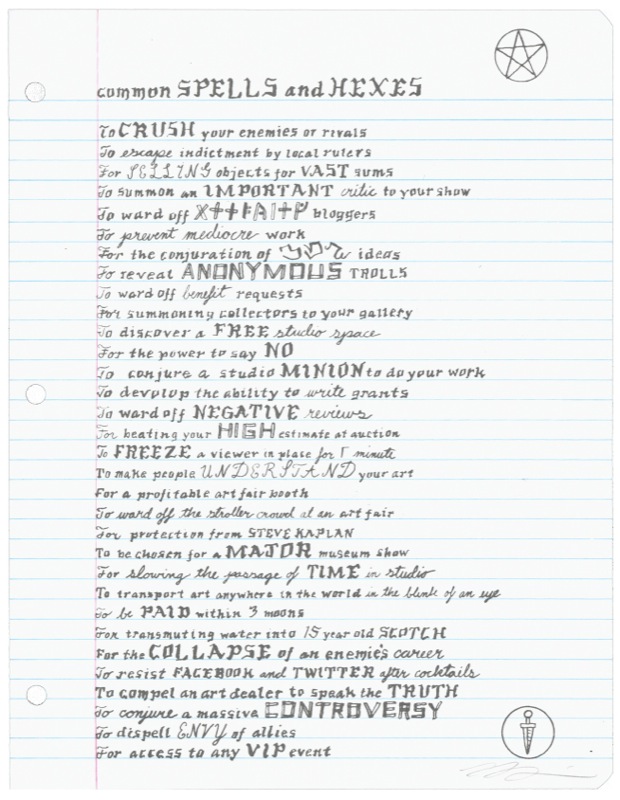 common SPELLS and HEXES
To CRUSH your enemies or rivals
To escape indictment by local rulers
For SELLING objects for VAST sums
To summon an IMPORTANT critic to your show
To ward off bloggers
To prevent mediocre work
For the conjuration of ideas
To reveal ANONYMOUS TROLLS
To ward off benefit requests
For summoning collectors to your gallery
To discover a FREE studio space
For the power to say NO
To conjure a studio MINION to do your work
To develop the ability to write grants
To ward off NEGATIVE reviews
For beating your HIGH estimate at auction
To FREEZE a viewer in place for 1 minute
To make people UNDERSTAND your art
For a profitable art fair booth
To ward off the stroller crowd at an art fair
For protection from STEVE KAPLAN
To be chosen for a MAJOR museum show
For slowing the passage of TIME in studio
To transport art anywhere in the world in the blink of an eye
To be PAID within 3 moons
For transmuting water into 15 year old SCOTCH
For the COLLAPSE of an enemie's career
To resist FACEBOOK and TWITTER after cocktails
To compel an art dealer to speak the TRUTH
To conjure a massive CONTROVERSY
To dispell ENVY of allies
For access to any VIP event